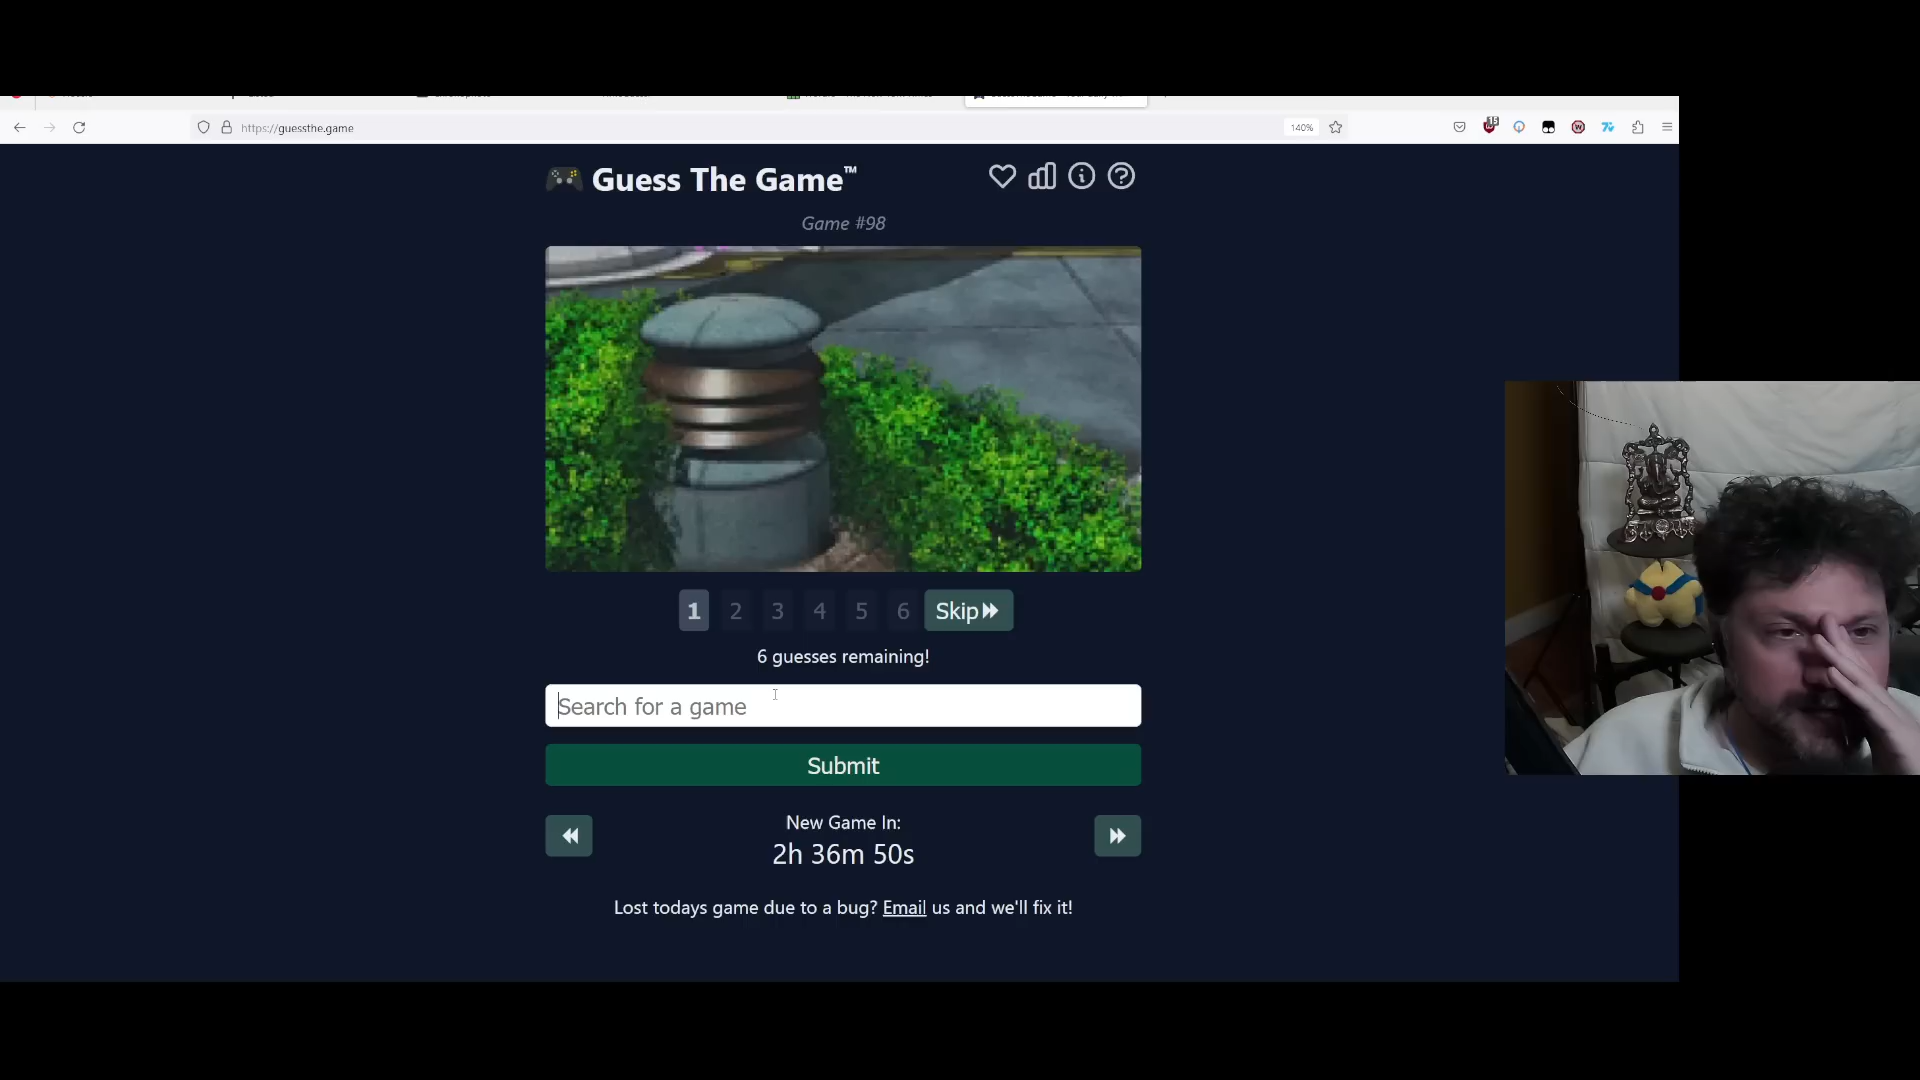 https://guessthe.game
140%
15
Guess The Game™
Game #98
1 2 3 4 5 6 Skip
6 guesses remaining!
Search for a game
Submit
New Game In:
2h 36m 50s
Lost todays game due to a bug? Email us and we'll fix it!